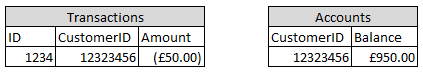 Transactions Accounts
ID CustomerID Amount CustomerID Balance
1234 12323456 (£50.00) 12323456 £950.00